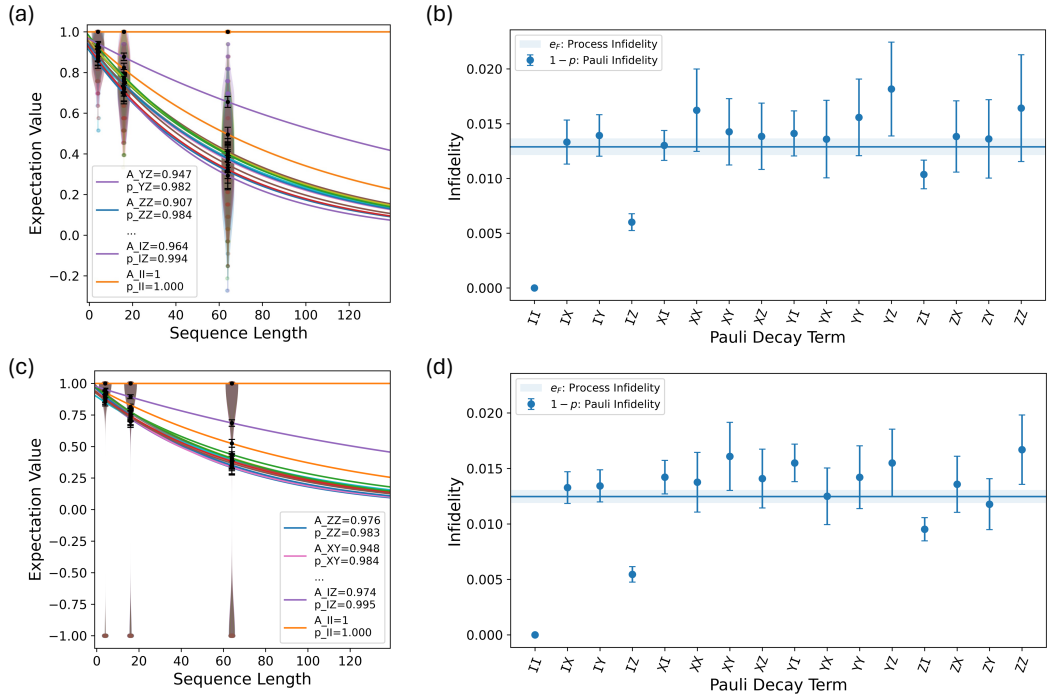 (a)
Expectation Value
1.0
0.8
0.6
0.4
0.2
0.0
−0.2
A_YZ=0.947
p_YZ=0.982
A_ZZ=0.907
p_ZZ=0.984
...
A_IZ=0.964
p_IZ=0.994
A_II=1
p_II=1.000
0 20 40 60 80 100 120
Sequence Length
(b)
Infidelity
0.020
0.015
0.010
0.005
0.000
e_F: Process Infidelity
1 − p: Pauli Infidelity
II IX IY IZ XI XX XY XZ YI YX YY YZ ZI ZX ZY ZZ
Pauli Decay Term
(c)
Expectation Value
1.00
0.75
0.50
0.25
0.00
−0.25
−0.50
−0.75
−1.00
A_ZZ=0.976
p_ZZ=0.983
A_XY=0.948
p_XY=0.984
...
A_IZ=0.974
p_IZ=0.995
A_II=1
p_II=1.000
0 20 40 60 80 100 120
Sequence Length
(d)
Infidelity
0.020
0.015
0.010
0.005
0.000
e_F: Process Infidelity
1 − p: Pauli Infidelity
II IX IY IZ XI XX XY XZ YI YX YY YZ ZI ZX ZY ZZ
Pauli Decay Term